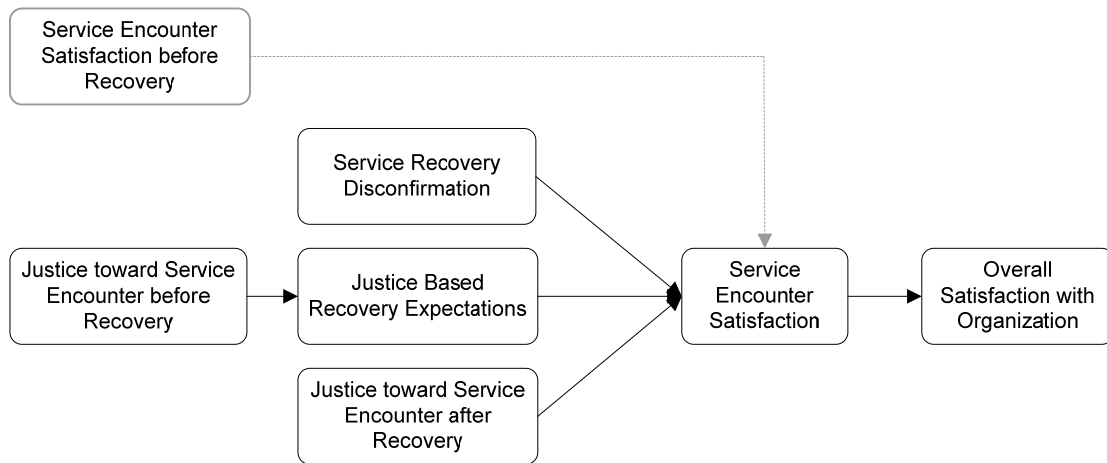 Service Encounter
Satisfaction before
Recovery
Service Recovery
Disconfirmation
Justice toward Service
Encounter before
Recovery
Justice Based
Recovery Expectations
Service
Encounter
Satisfaction
Overall
Satisfaction with
Organization
Justice toward Service
Encounter after
Recovery